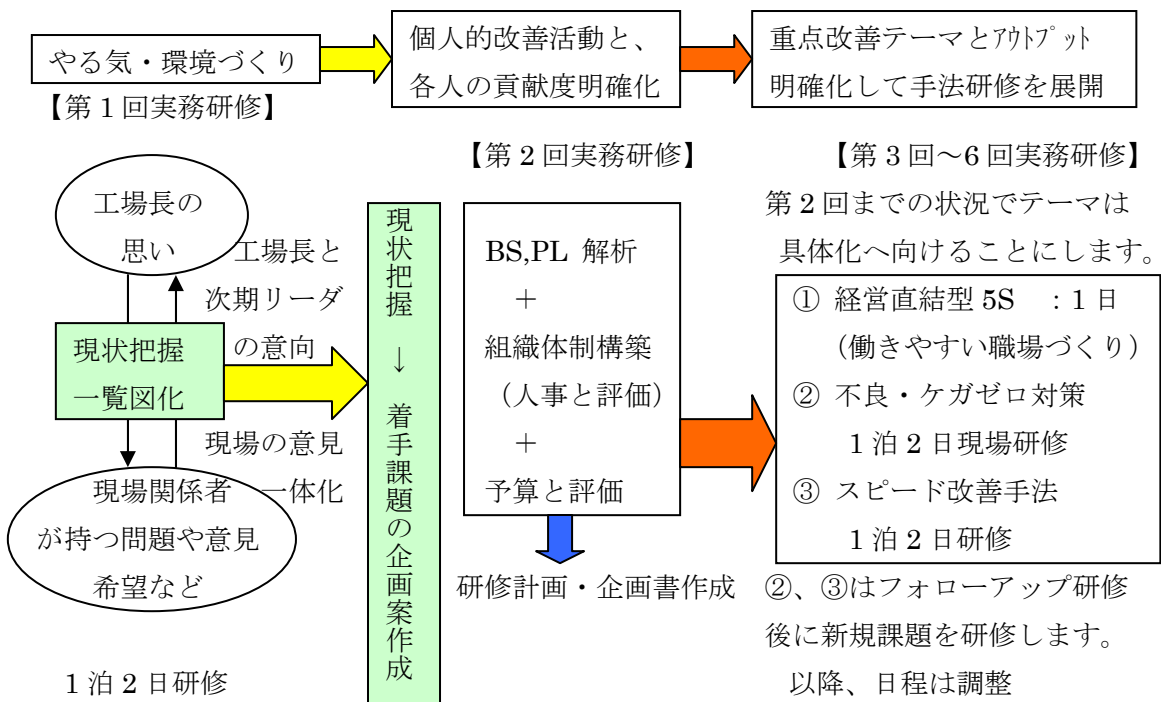 やる気・環境づくり
【第1回実務研修】
個人的改善活動と、
各人の貢献度明確化
【第2回実務研修】
重点改善テーマとｱｳﾄﾌﾟｯﾄ
明確化して手法研修を展開
【第3回～6回実務研修】
工場長の
思い
工場長と
次期リーダ
の意向
現状把握
一覧図化
現場の意見
一体化
現場関係者
が持つ問題や意見
希望など
1泊2日研修
現状把握 ↓ 着手課題の企画案作成
BS,PL 解析
+
組織体制構築
（人事と評価）
+
予算と評価
研修計画・企画書作成
第2回までの状況でテーマは
具体化へ向けることにします。
① 経営直結型5S ：1日
（働きやすい職場づくり）
② 不良・ケガゼロ対策
1泊2日現場研修
③ スピード改善手法
1泊2日研修
②、③はフォローアップ研修
後に新規課題を研修します。
以降、日程は調整